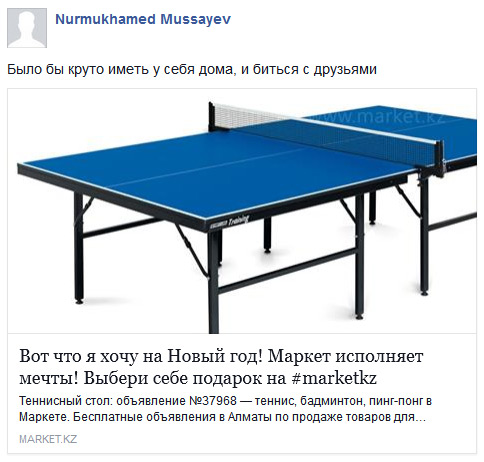 Nurmukhamed Mussayev
Было бы круто иметь у себя дома, и биться с друзьями
www.market.kz
Training
Вот что я хочу на Новый год! Маркет исполняет
мечты! Выбери себе подарок на #marketkz
Теннисный стол: объявление №37968 — теннис, бадминтон, пинг-понг в
Маркете. Бесплатные объявления в Алматы по продаже товаров для…
MARKET.KZ